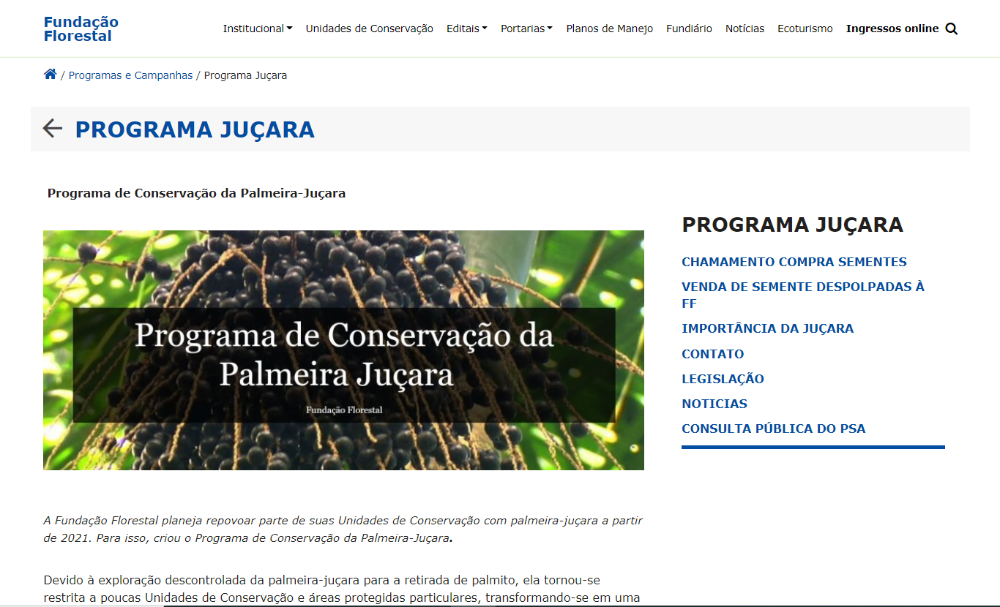 Fundação
Florestal
Institucional
Unidades de Conservação
Editais
Portarias
Planos de Manejo
Fundiário
Notícias
Ecoturismo
Ingressos online
/ Programas e Campanhas / Programa Juçara
PROGRAMA JUÇARA
Programa de Conservação da Palmeira-Juçara
Programa de Conservação da
Palmeira Juçara
Fundação Florestal
A Fundação Florestal planeja repovoar parte de suas Unidades de Conservação com palmeira-juçara a partir
de 2021. Para isso, criou o Programa de Conservação da Palmeira-Juçara.
Devido à exploração descontrolada da palmeira-juçara para a retirada de palmito, ela tornou-se
restrita a poucas Unidades de Conservação e áreas protegidas particulares, transformando-se em uma
PROGRAMA JUÇARA
CHAMAMENTO COMPRA SEMENTES
VENDA DE SEMENTE DESPOLPADAS À
FF
IMPORTÂNCIA DA JUÇARA
CONTATO
LEGISLAÇÃO
NOTICIAS
CONSULTA PÚBLICA DO PSA